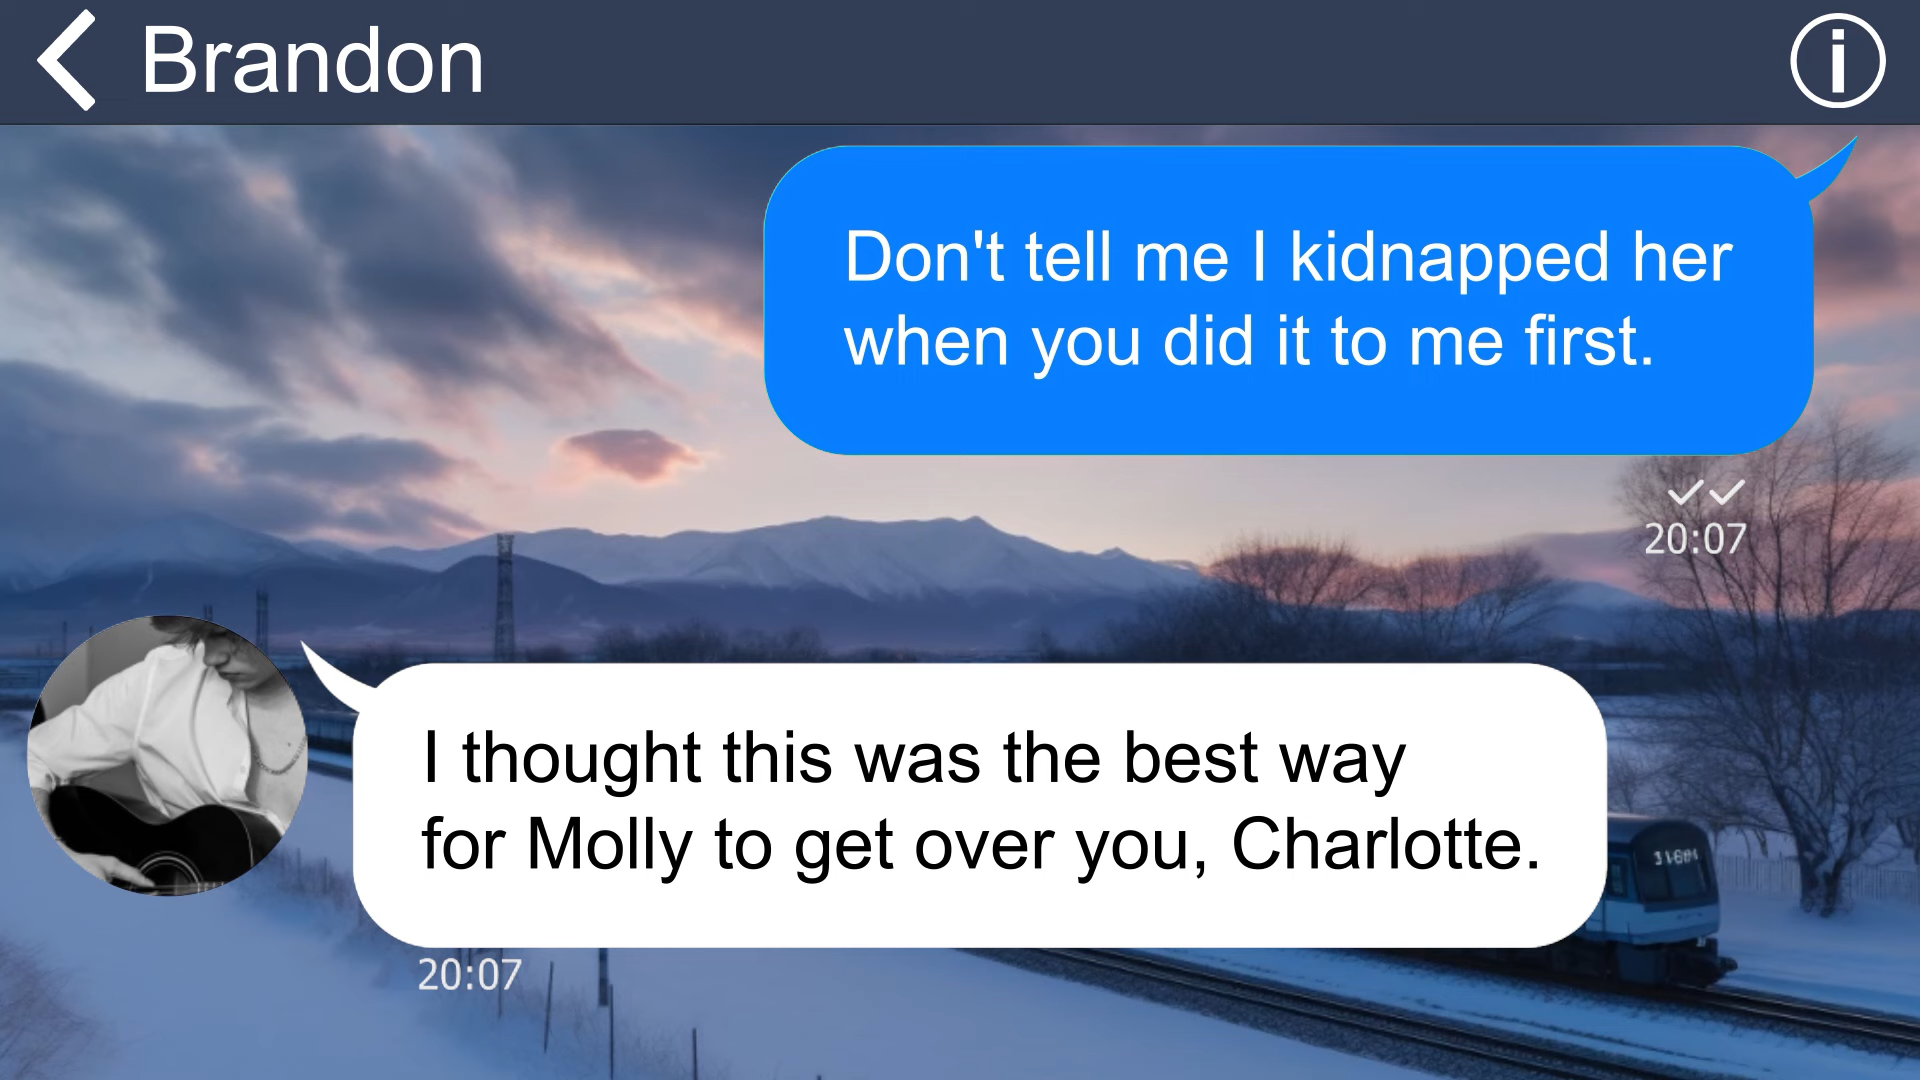 Brandon
Don't tell me I kidnapped her
when you did it to me first.
20:07
I thought this was the best way
for Molly to get over you, Charlotte.
20:07